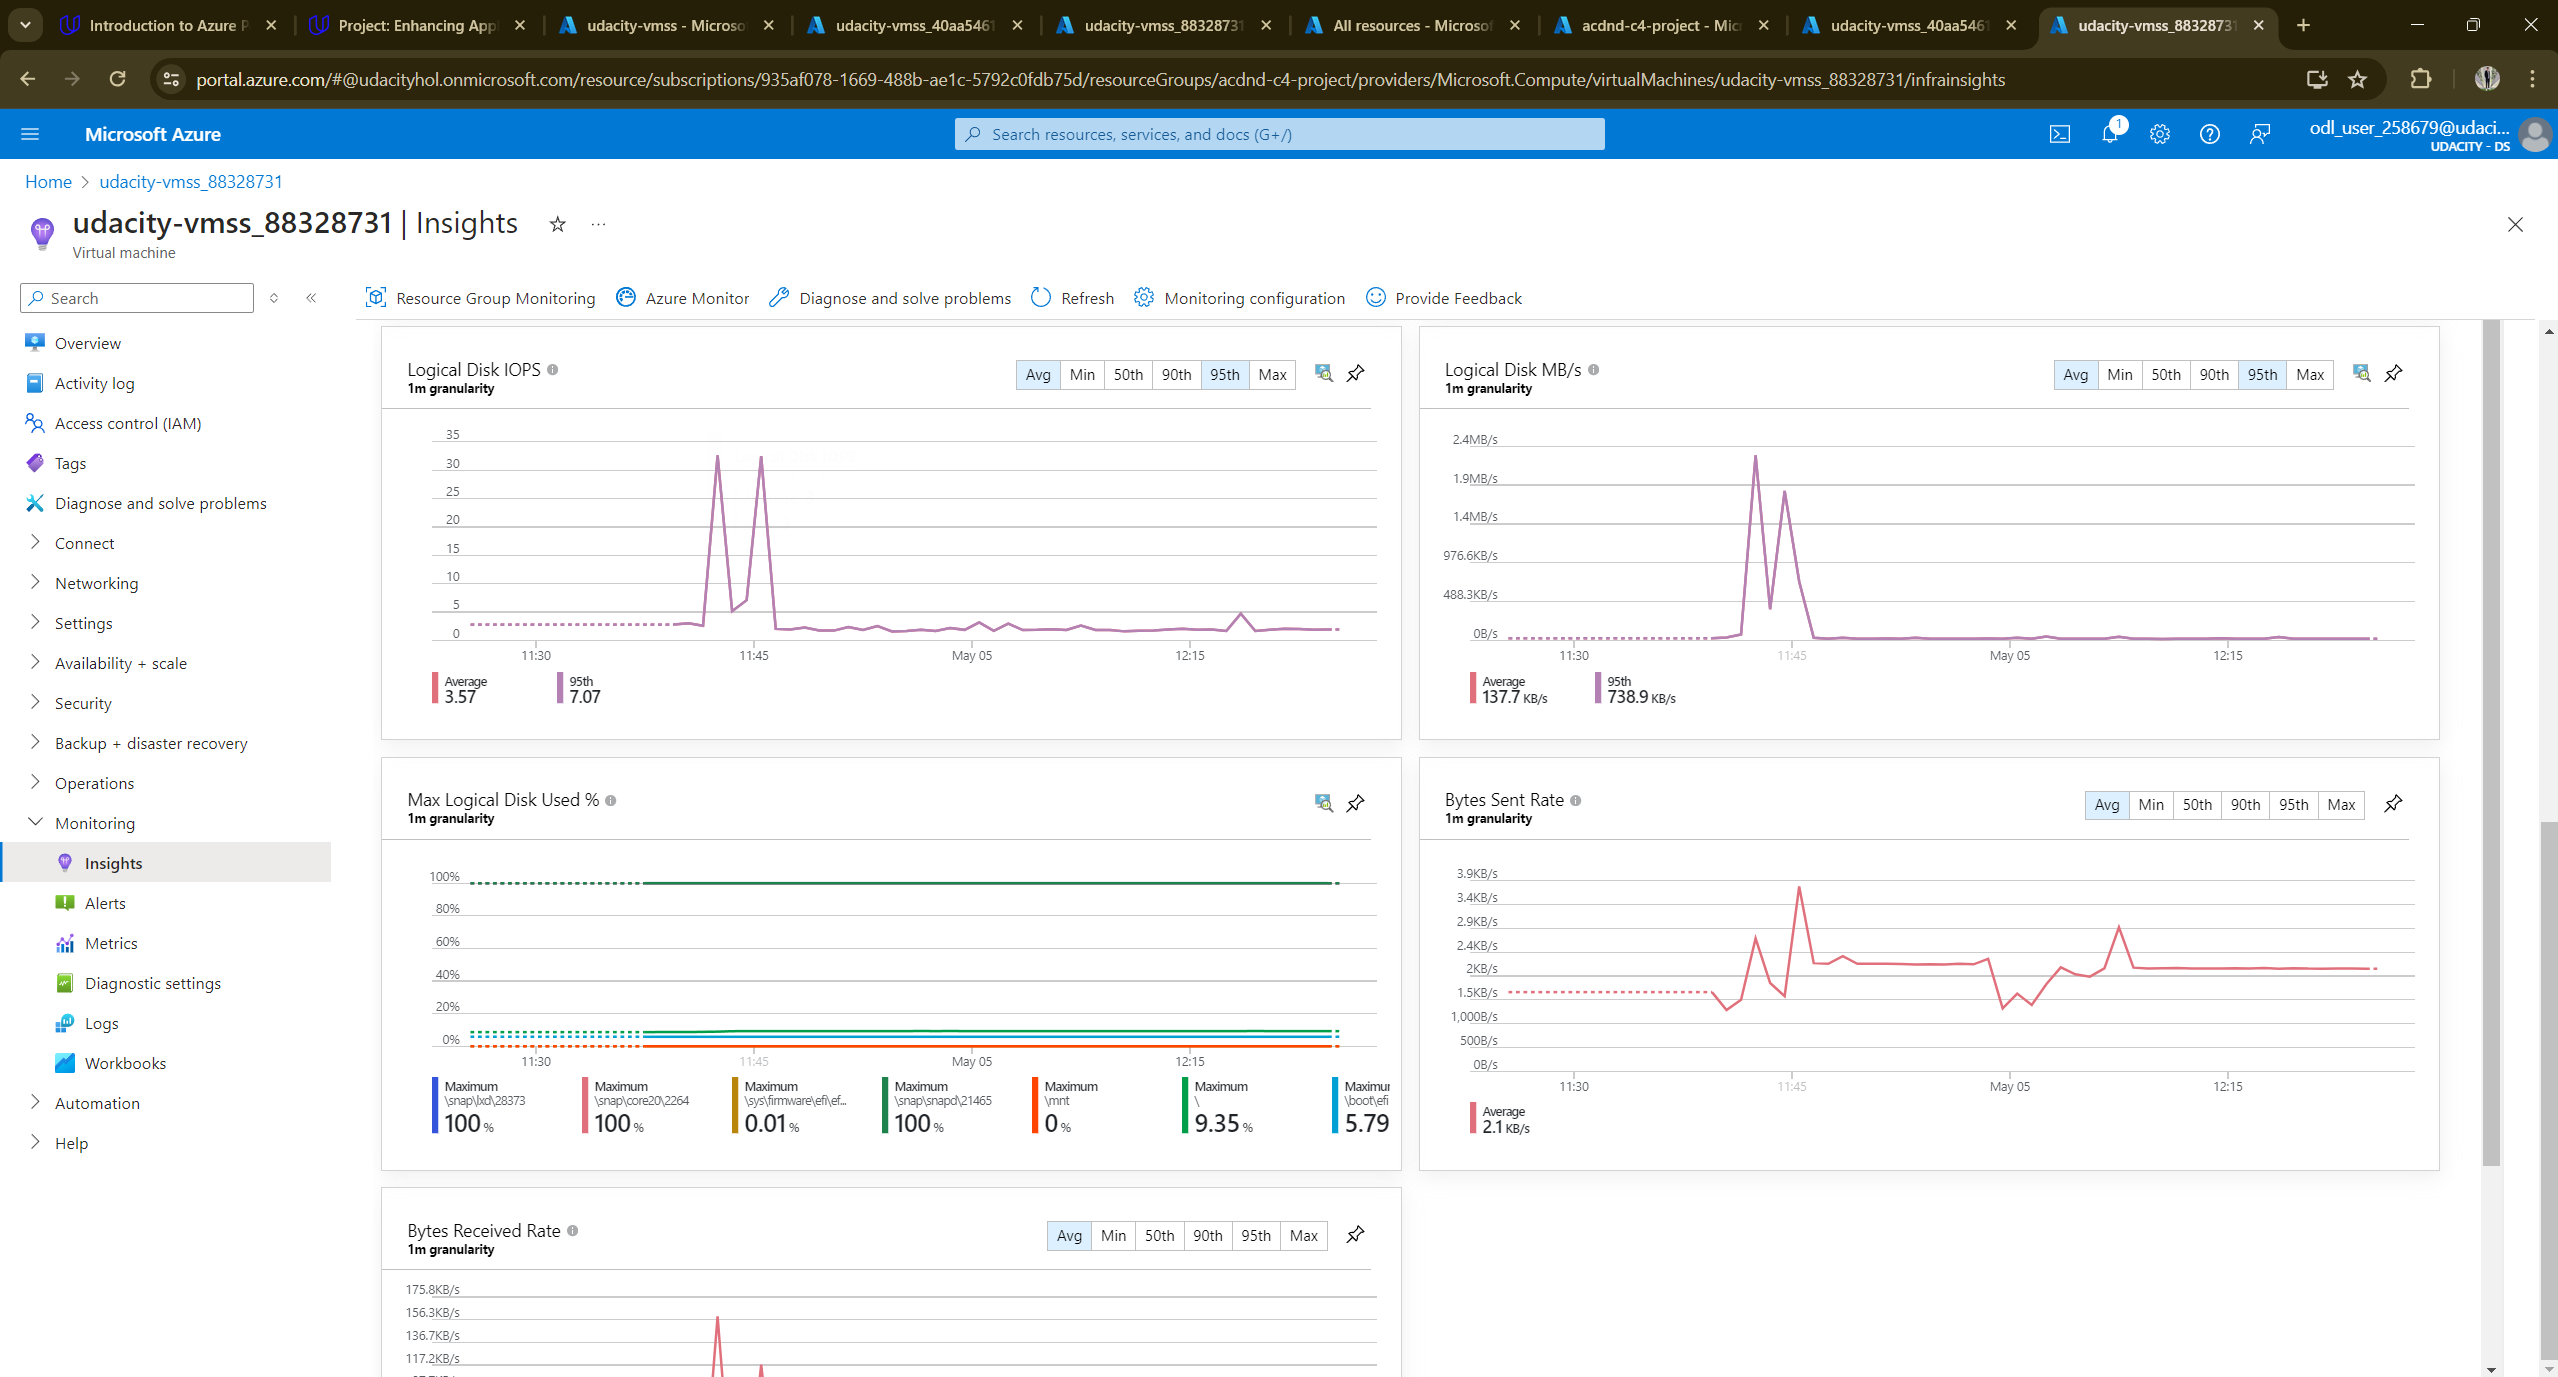 Introduction to Azure P
Project: Enhancing Appl
udacity-vmss - Microso
udacity-vmss_40aa5461
udacity-vmss_88328731
All resources - Microsof
acdnd-c4-project - Mic
udacity-vmss_40aa5461
udacity-vmss_88328731
portal.azure.com/#@udacityhol.onmicrosoft.com/resource/subscriptions/935af078-1669-488b-ae1c-5792c0fdb75d/resourceGroups/acdnd-c4-project/providers/Microsoft.Compute/virtualMachines/udacity-vmss_88328731/infrainsights
Microsoft Azure
Search resources, services, and docs (G+/)
1
odl_user_258679@udaci...
UDACITY - DS
Home > udacity-vmss_88328731
udacity-vmss_88328731 | Insights
Virtual machine
Search
Resource Group Monitoring
Azure Monitor
Diagnose and solve problems
Refresh
Monitoring configuration
Provide Feedback
Overview
Activity log
Access control (IAM)
Tags
Diagnose and solve problems
Connect
Networking
Settings
Availability + scale
Security
Backup + disaster recovery
Operations
Monitoring
Insights
Alerts
Metrics
Diagnostic settings
Logs
Workbooks
Automation
Help
Logical Disk IOPS
1m granularity
Avg Min 50th 90th 95th Max
35
30
25
20
15
10
5
0
11:30 11:45 May 05 12:15
Average 95th
3.57 7.07
Logical Disk MB/s
1m granularity
Avg Min 50th 90th 95th Max
2.4MB/s
1.9MB/s
1.4MB/s
976.6KB/s
488.3KB/s
0B/s
11:30 11:45 May 05 12:15
Average 95th
137.7 KB/s 738.9 KB/s
Max Logical Disk Used %
1m granularity
100%
80%
60%
40%
20%
0%
11:30 11:45 May 05 12:15
Maximum Maximum Maximum Maximum Maximum Maximum Maximur
\snap\lxd\28373 \snap\core20\2264 \sys\firmware\efi\ef... \snap\snapd\21465 \mnt \ \boot\efi
100 % 100 % 0.01 % 100 % 0 % 9.35 % 5.79
Bytes Sent Rate
1m granularity
Avg Min 50th 90th 95th Max
3.9KB/s
3.4KB/s
2.9KB/s
2.4KB/s
2KB/s
1.5KB/s
1,000B/s
500B/s
0B/s
11:30 11:45 May 05 12:15
Average
2.1 KB/s
Bytes Received Rate
1m granularity
Avg Min 50th 90th 95th Max
175.8KB/s
156.3KB/s
136.7KB/s
117.2KB/s